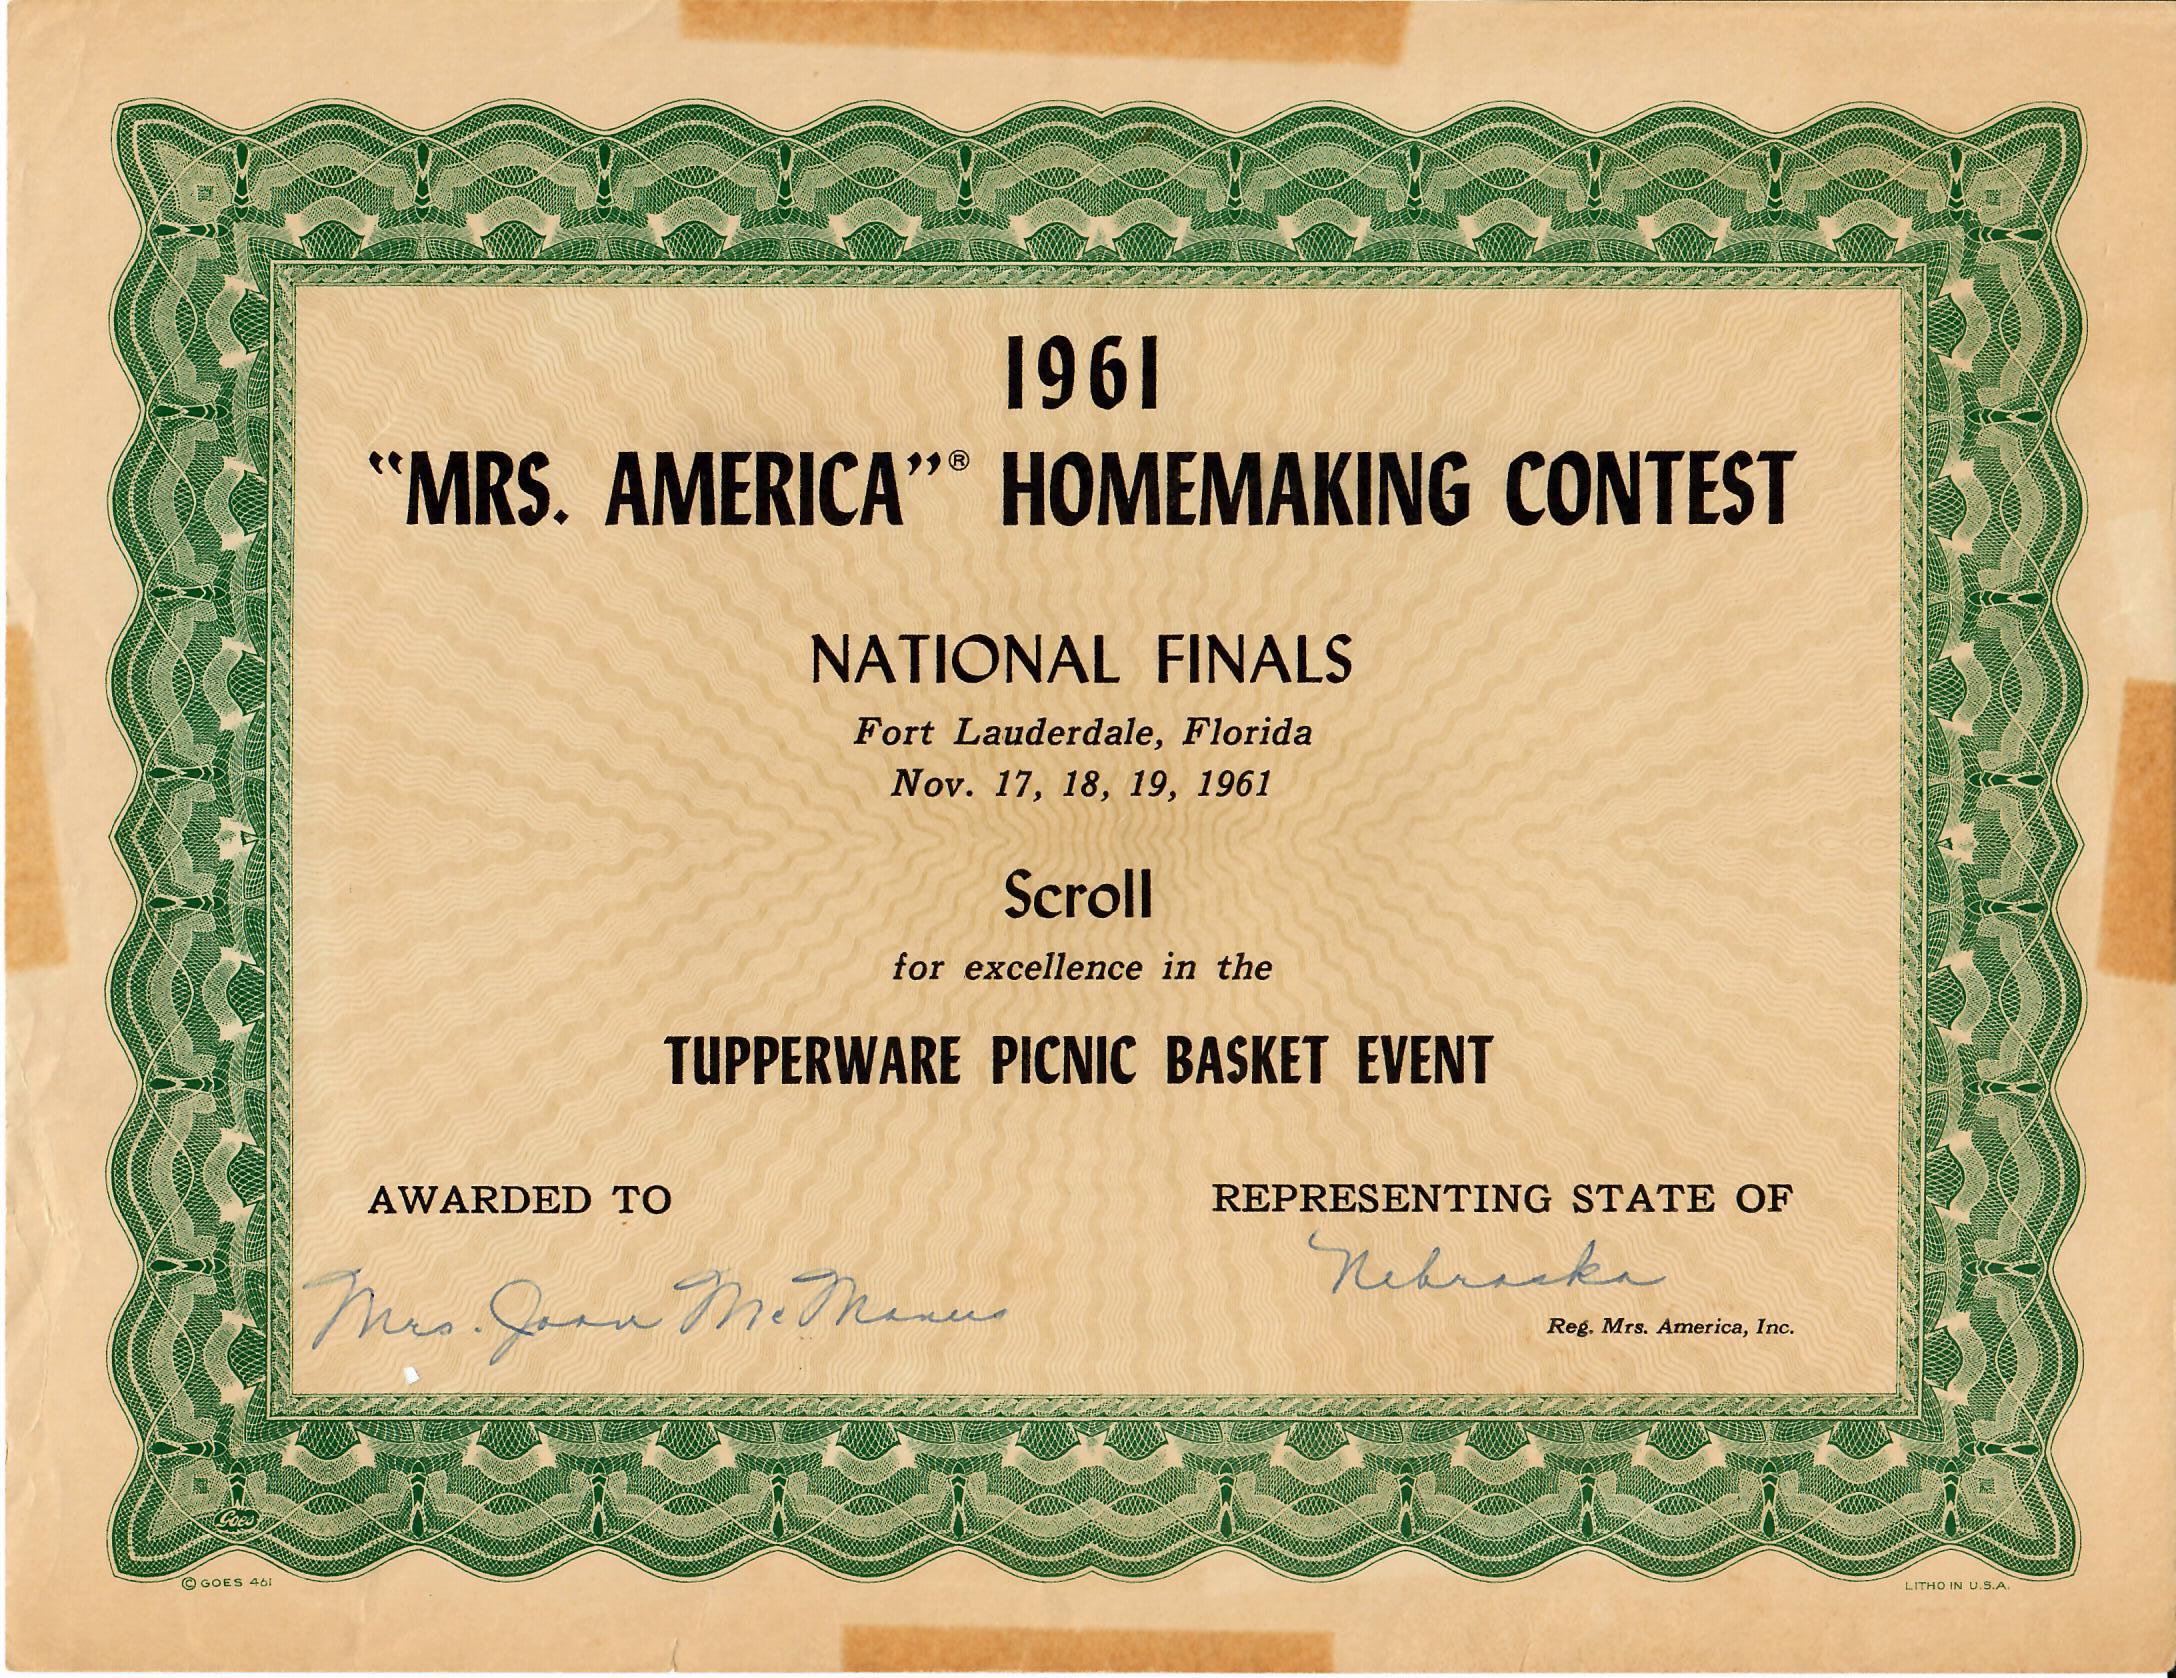 1961
“MRS. AMERICA”® HOMEMAKING CONTEST
NATIONAL FINALS
Fort Lauderdale, Florida
Nov. 17, 18, 19, 1961
Scroll
for excellence in the
TUPPERWARE PICNIC BASKET EVENT
AWARDED TO
REPRESENTING STATE OF
Mrs. Joan McManus
Nebraska
Reg. Mrs. America, Inc.
Goes
© GOES 461
LITHO IN U.S.A.